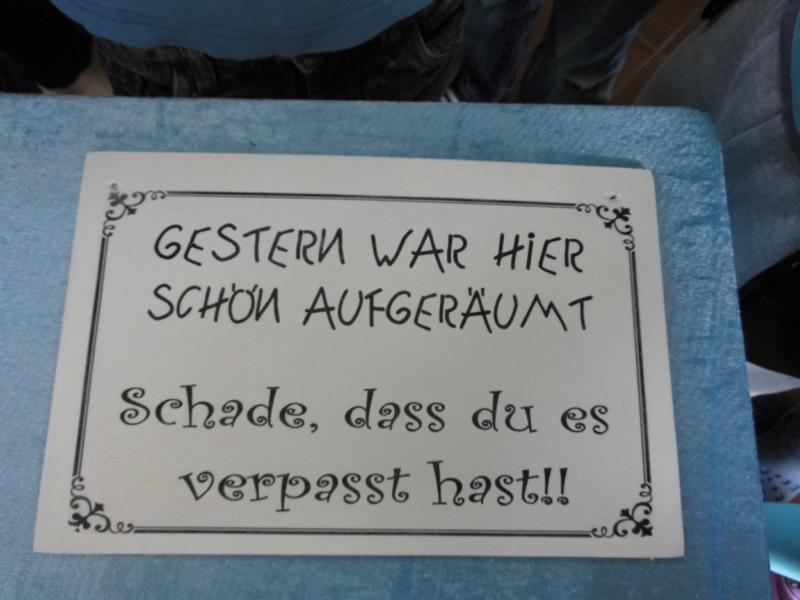 GESTERN WAR HIER
SCHÖN AUFGERÄUMT
Schade, dass du es
verpasst hast!!